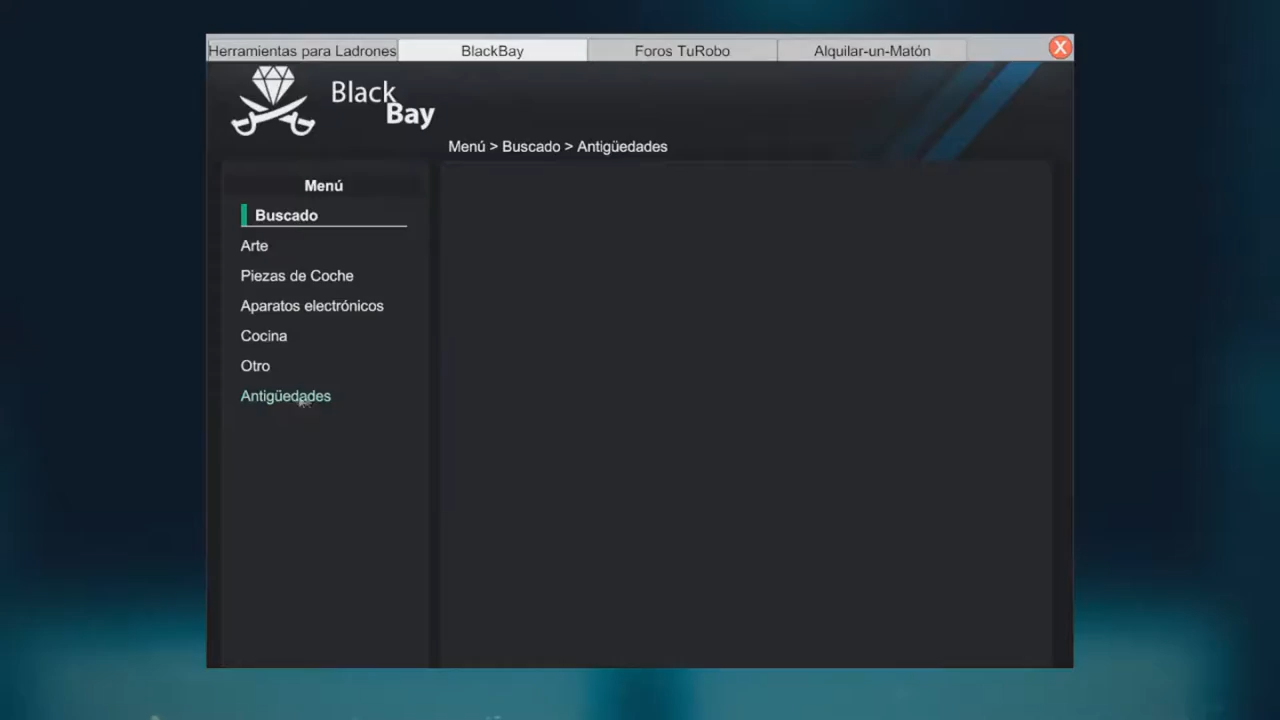 Herramientas para Ladrones
BlackBay
Foros TuRobo
Alquilar-un-Matón
X
Black
Bay
Menú > Buscado > Antigüedades
Menú
Buscado
Arte
Piezas de Coche
Aparatos electrónicos
Cocina
Otro
Antigüedades